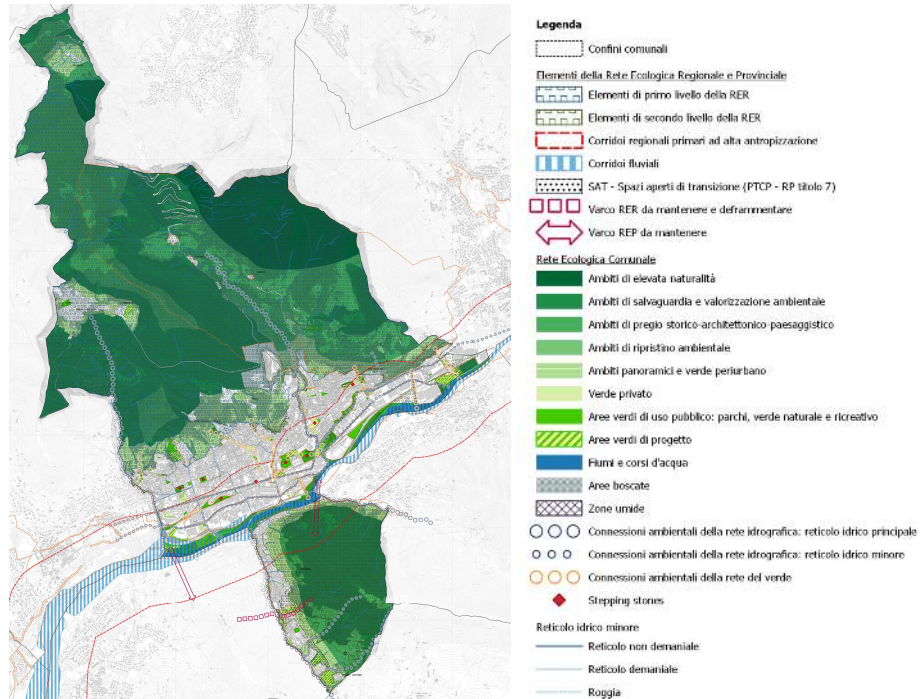 Legenda
Confini comunali
Elementi della Rete Ecologica Regionale e Provinciale
Elementi di primo livello della RER
Elementi di secondo livello della RER
Corridoi regionali primari ad alta antropizzazione
Corridoi fluviali
SAT - Spazi aperti di transizione (PTCP - RP titolo 7)
Varco RER da mantenere e deframmentare
Varco REP da mantenere
Rete Ecologica Comunale
Ambiti di elevata naturalità
Ambiti di salvaguardia e valorizzazione ambientale
Ambiti di pregio storico-architettonico-paesaggistico
Ambiti di ripristino ambientale
Ambiti panoramici e verde periurbano
Verde privato
Aree verdi di uso pubblico: parchi, verde naturale e ricreativo
Aree verdi di progetto
Fiumi e corsi d'acqua
Aree boscate
Zone umide
Connessioni ambientali della rete idrografica: reticolo idrico principale
Connessioni ambientali della rete idrografica: reticolo idrico minore
Connessioni ambientali della rete del verde
Stepping stones
Reticolo idrico minore
Reticolo non demaniale
Reticolo demaniale
Roggia